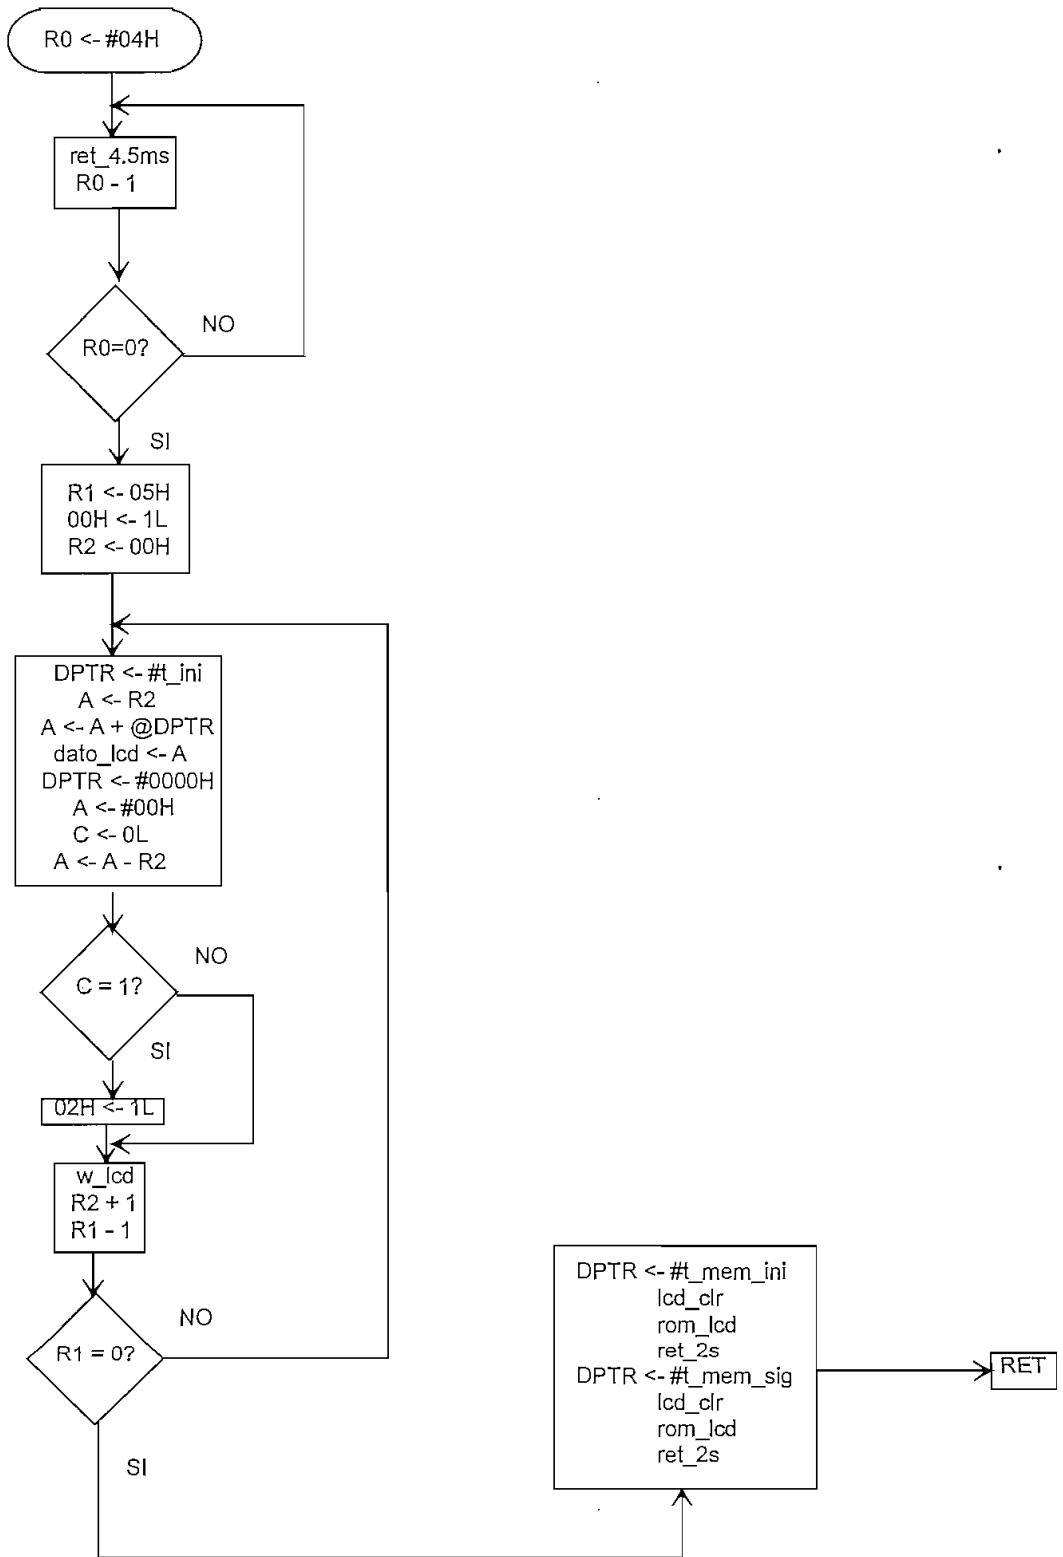 R0 <- #04H
ret_4.5ms
R0 - 1
R0=0?
NO
SI
R1 <- 05H
00H <- 1L
R2 <- 00H
DPTR <- #t_ini
A <- R2
A <- A + @DPTR
dato_lcd <- A
DPTR <- #0000H
A <- #00H
C <- 0L
A <- A - R2
C = 1?
NO
SI
02H <- 1L
w_lcd
R2 + 1
R1 - 1
R1 = 0?
NO
SI
DPTR <- #t_mem_ini
lcd_clr
rom_lcd
ret_2s
DPTR <- #t_mem_sig
lcd_clr
rom_lcd
ret_2s
RET